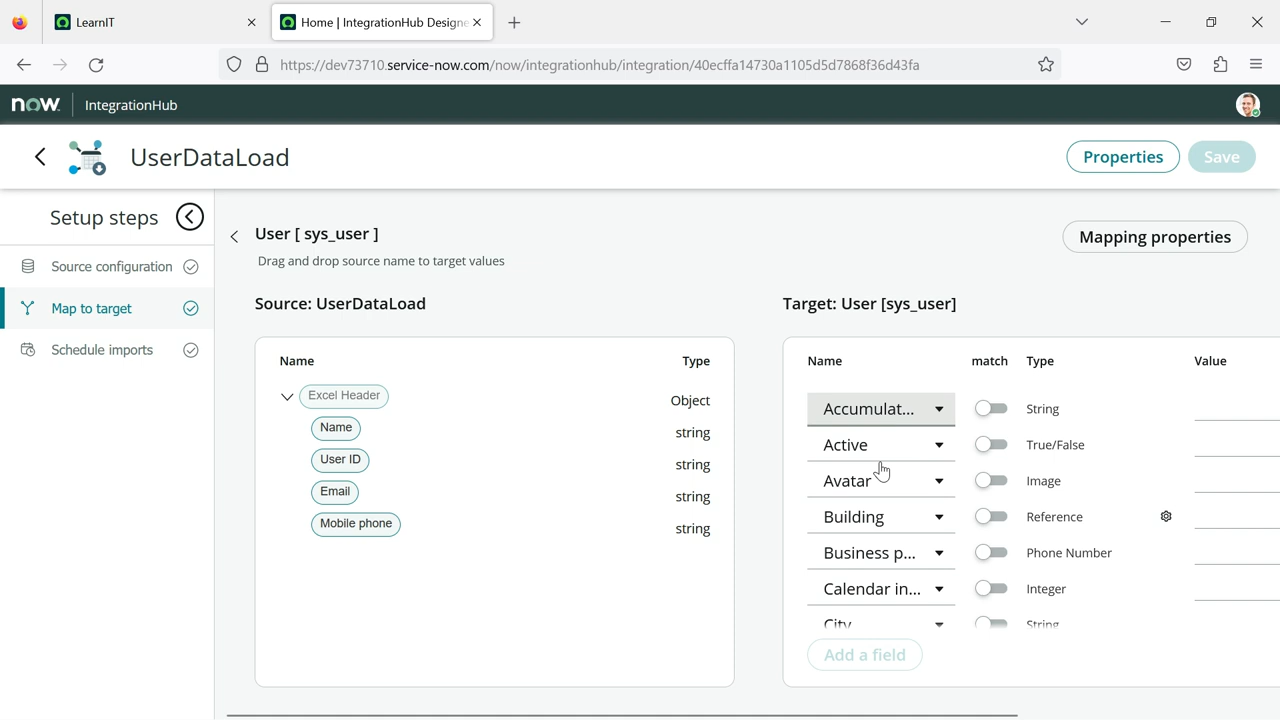 LearnIT
Home | IntegrationHub Designe
https://dev73710.service-now.com/now/integrationhub/integration/40ecffa14730a1105d5d7868f36d43fa
now
IntegrationHub
UserDataLoad
Properties
Save
Setup steps
User [ sys_user ]
Mapping properties
Source configuration
Drag and drop source name to target values
Map to target
Source: UserDataLoad
Target: User [sys_user]
Schedule imports
Name Type
Name match Type Value
Excel Header Object
Accumulat... String
Name string
Active True/False
User ID string
Avatar Image
Email string
Building Reference
Mobile phone string
Business p... Phone Number
Calendar in... Integer
City String
Add a field